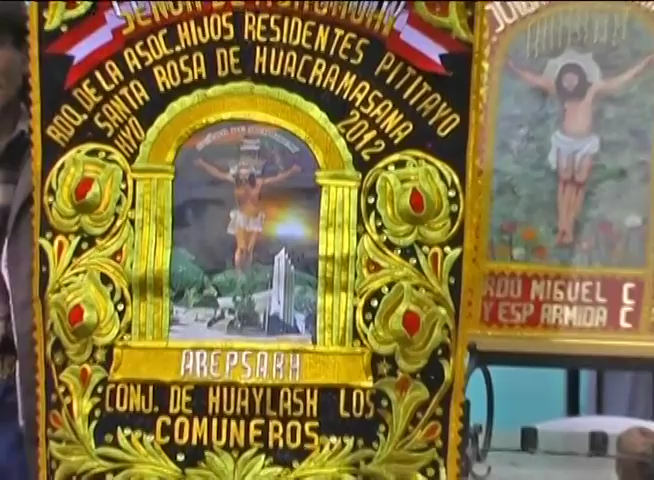 SEÑOR DE
RDO. DE LA ASOC. HIJOS RESIDENTES PITITAYO
SANTA ROSA DE HUACRAMASANA
HYO 2012
AREPSARH
CONJ. DE HUAYLASH LOS
COMUNEROS
RDO MIGUEL C
Y ESP ARMIDA C